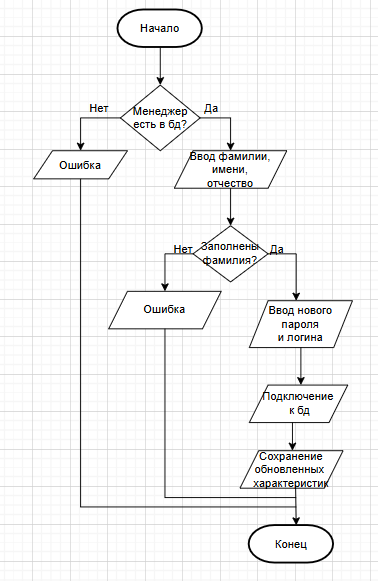 Начало
Нет
Да
Менеджер
есть в бд?
Ошибка
Ввод фамилии,
имени,
отчество
Нет
Заполнены
фамилия?
Да
Ошибка
Ввод нового
пароля
и логина
Подключение
к бд
Сохранение
обновленных
характеристик
Конец